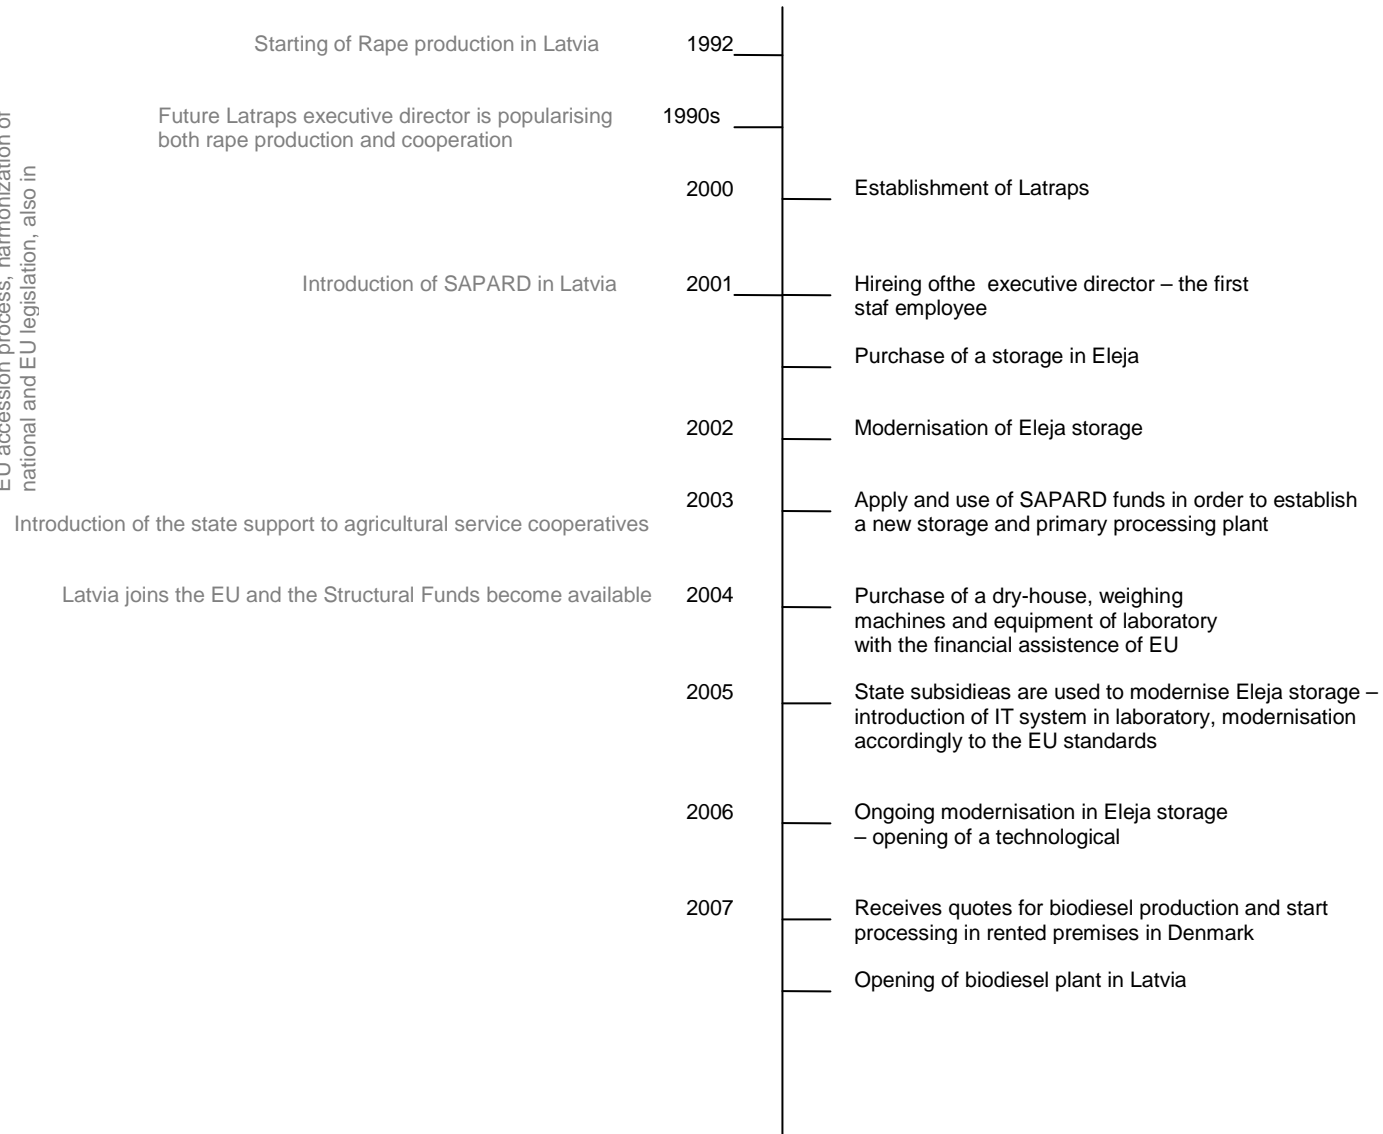 Starting of Rape production in Latvia
1992
Future Latraps executive director is popularising
both rape production and cooperation
1990s
EU accession process, harmonization of
national and EU legislation, also in
2000
Establishment of Latraps
Introduction of SAPARD in Latvia
2001
Hireing ofthe  executive director – the first
staf employee
Purchase of a storage in Eleja
2002
Modernisation of Eleja storage
2003
Apply and use of SAPARD funds in order to establish
a new storage and primary processing plant
Introduction of the state support to agricultural service cooperatives
Latvia joins the EU and the Structural Funds become available
2004
Purchase of a dry-house, weighing
machines and equipment of laboratory
with the financial assistence of EU
2005
State subsidieas are used to modernise Eleja storage –
introduction of IT system in laboratory, modernisation
accordingly to the EU standards
2006
Ongoing modernisation in Eleja storage
– opening of a technological
2007
Receives quotes for biodiesel production and start
processing in rented premises in Denmark
Opening of biodiesel plant in Latvia